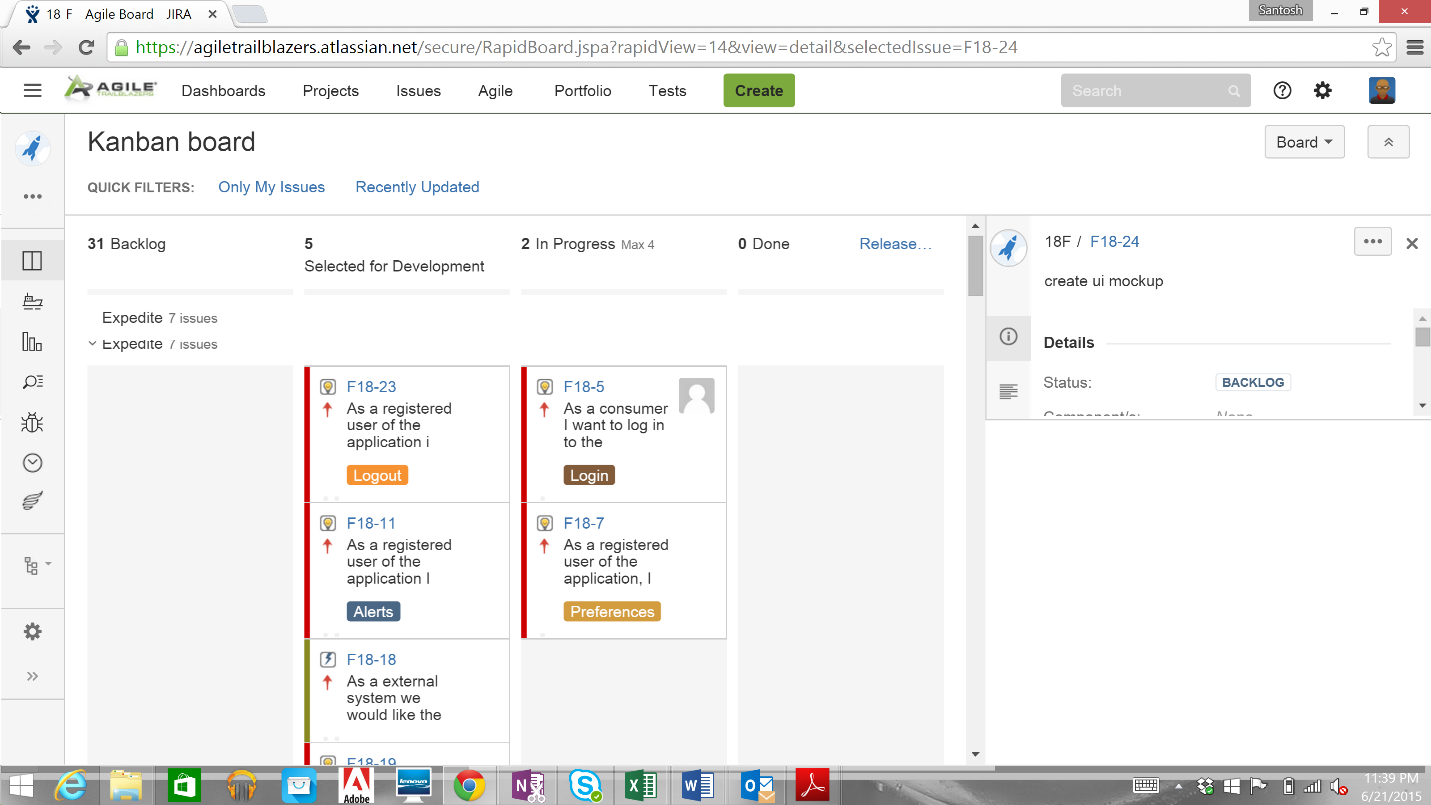 18 F Agile Board JIRA
Santosh
https://agiletrailblazers.atlassian.net/secure/RapidBoard.jspa?rapidView=14&view=detail&selectedIssue=F18-24
AGILE
TRAILBLAZERS
Dashboards
Projects
Issues
Agile
Portfolio
Tests
Create
Search
Kanban board
Board
QUICK FILTERS:
Only My Issues
Recently Updated
31 Backlog
5
Selected for Development
2 In Progress Max 4
0 Done
Release...
Expedite 7 issues
Expedite 7 issues
F18-23
As a registered
user of the
application i
Logout
F18-11
As a registered
user of the
application I
Alerts
F18-18
As a external
system we
would like the
F18-19
F18-5
As a consumer
I want to log in
to the
Login
F18-7
As a registered
user of the
application, I
Preferences
18F / F18-24
create ui mockup
Details
Status:
BACKLOG
Component/s:
None
Adobe
lenovo
11:39 PM
6/21/2015